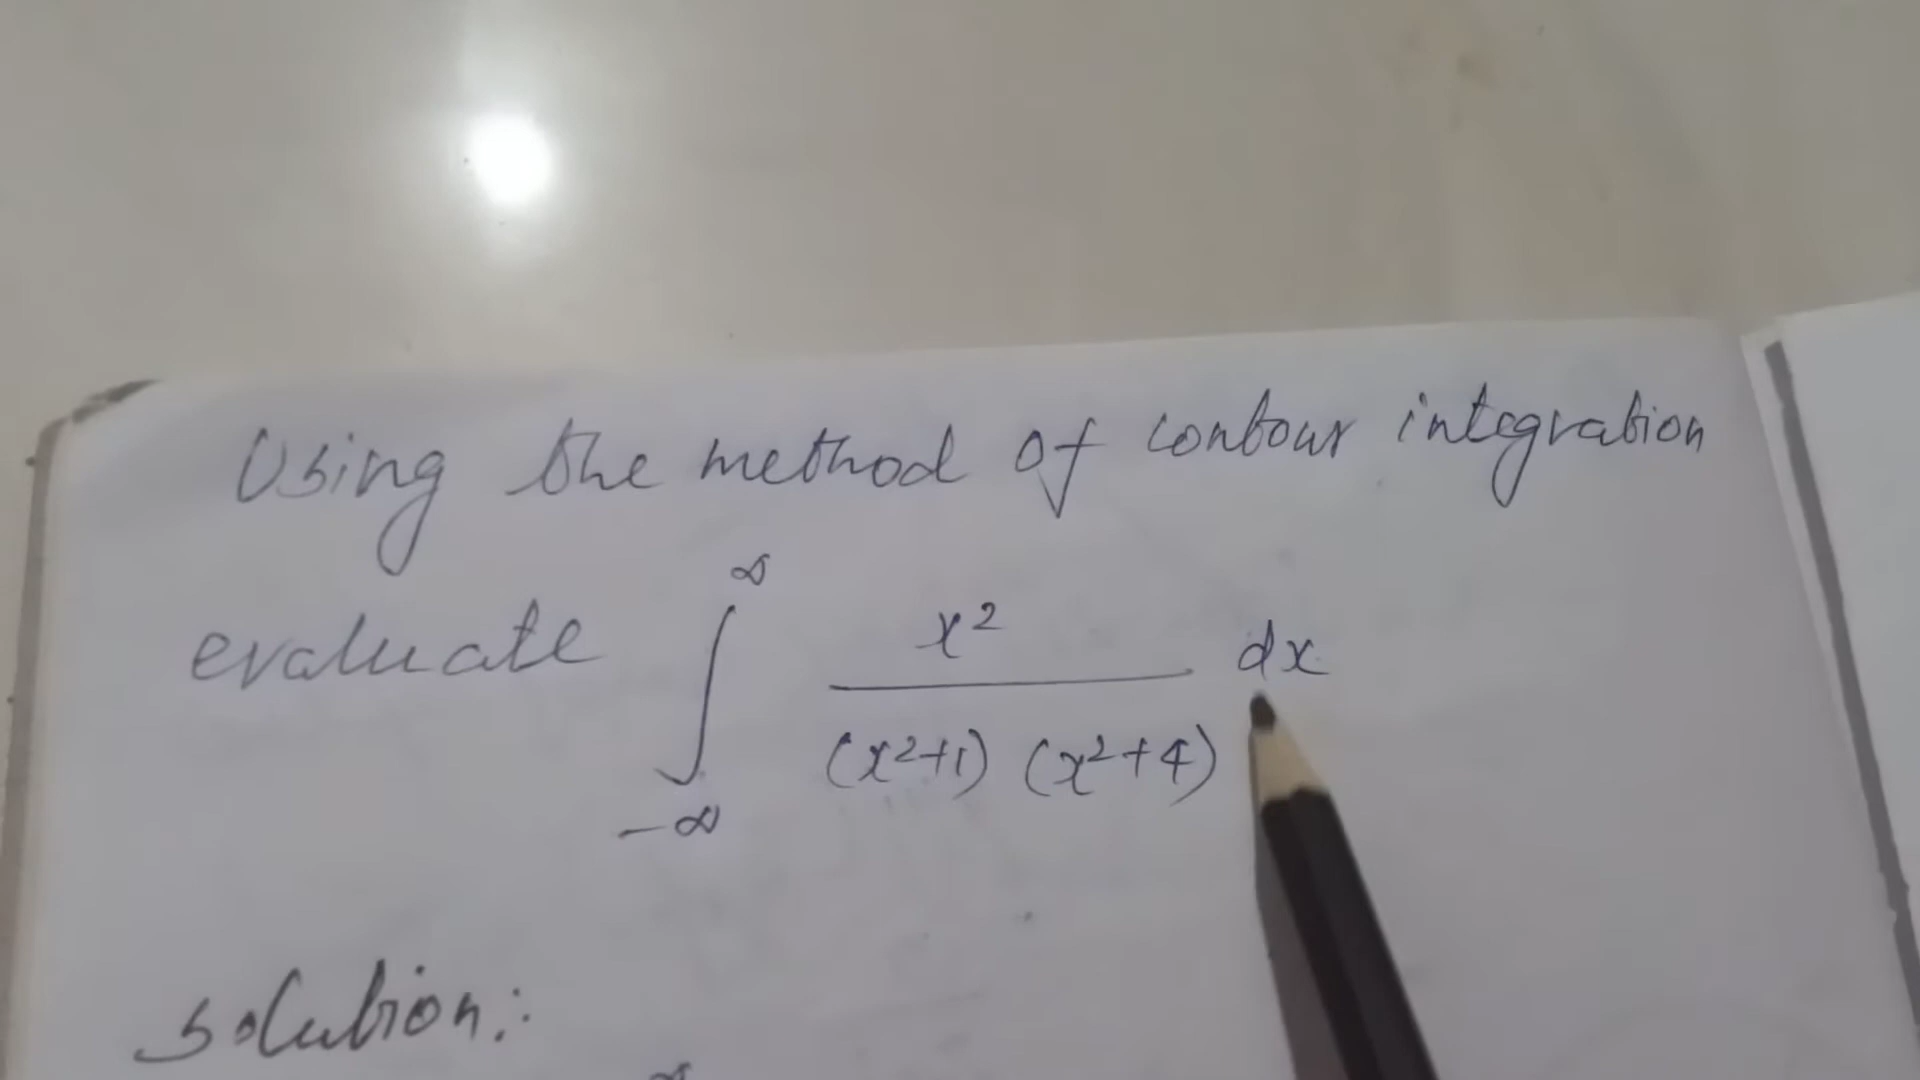 Using the method of contour integration
evaluate ∫_{-∞}^{∞} x²/((x²+1) (x²+4)) dx
Solution: